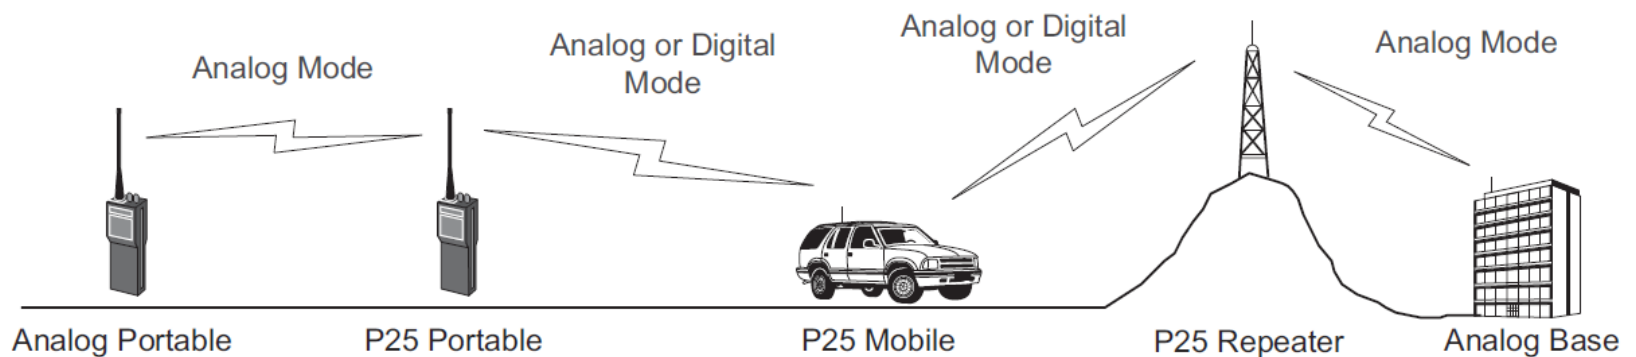 Analog Mode
Analog or Digital
Mode
Analog or Digital
Mode
Analog Mode
Analog Portable
P25 Portable
P25 Mobile
P25 Repeater
Analog Base